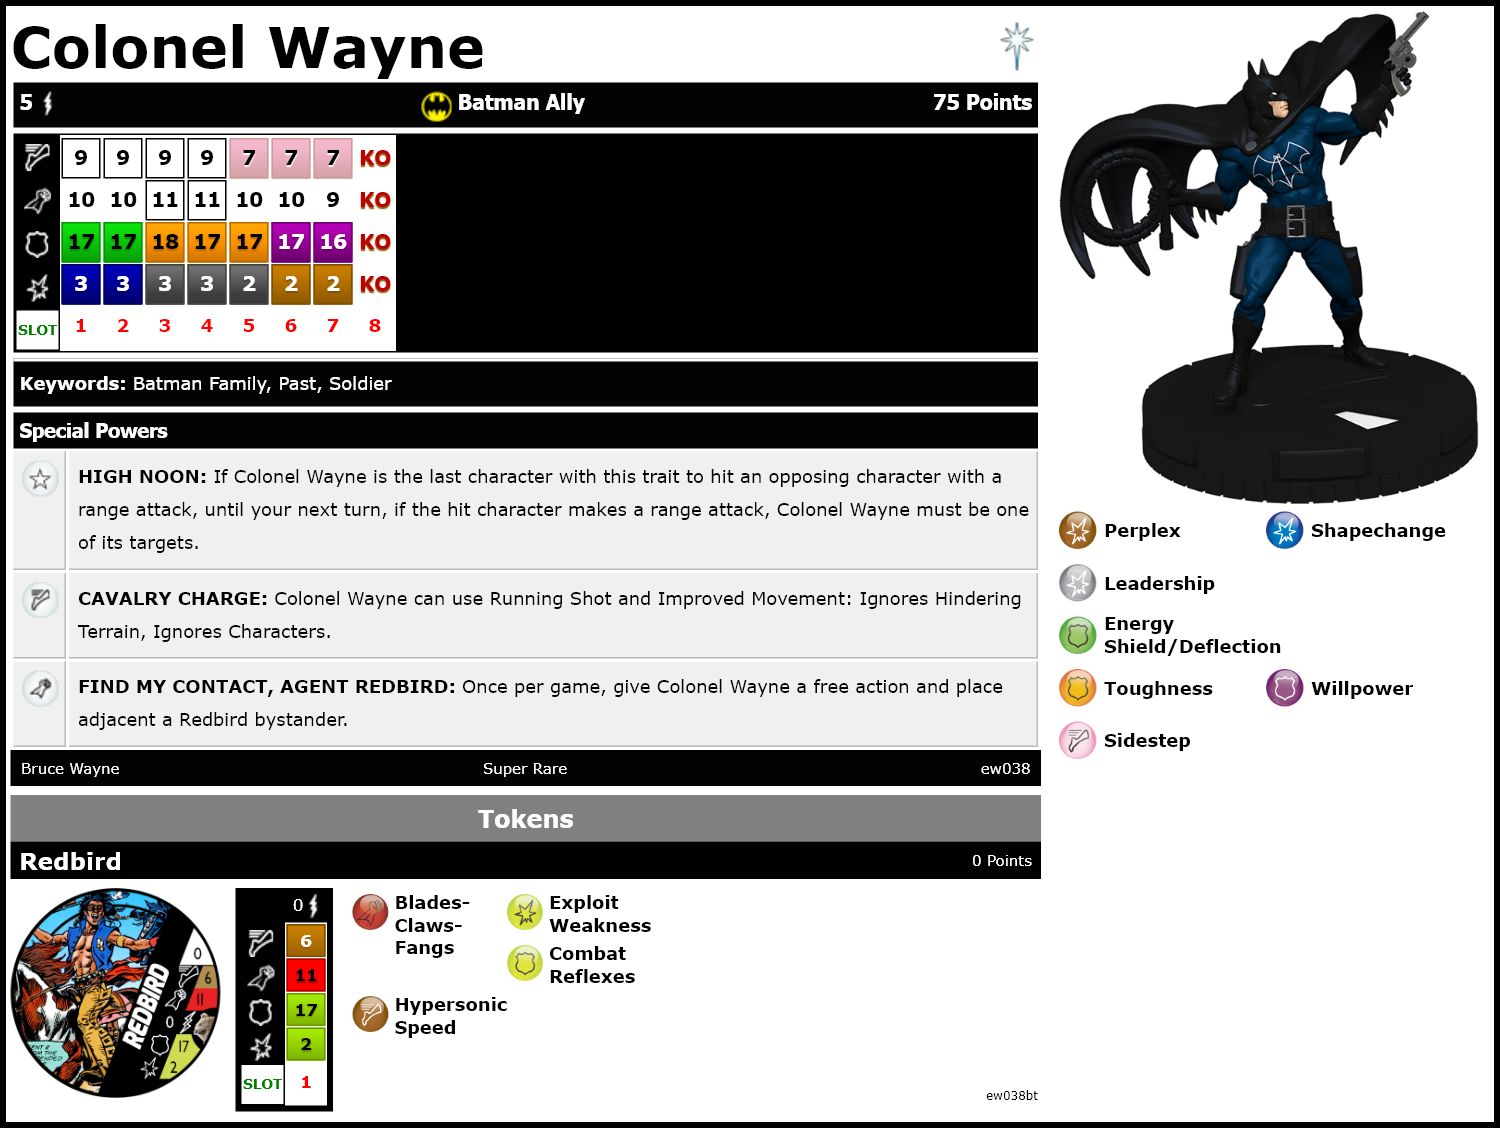 Colonel Wayne
5 Batman Ally 75 Points
9 9 9 9 7 7 7 KO
10 10 11 11 10 10 9 KO
17 17 18 17 17 17 16 KO
3 3 3 3 2 2 2 KO
SLOT 1 2 3 4 5 6 7 8
Keywords: Batman Family, Past, Soldier
Special Powers
HIGH NOON: If Colonel Wayne is the last character with this trait to hit an opposing character with a
range attack, until your next turn, if the hit character makes a range attack, Colonel Wayne must be one
of its targets.
CAVALRY CHARGE: Colonel Wayne can use Running Shot and Improved Movement: Ignores Hindering
Terrain, Ignores Characters.
FIND MY CONTACT, AGENT REDBIRD: Once per game, give Colonel Wayne a free action and place
adjacent a Redbird bystander.
Bruce Wayne Super Rare ew038
Perplex Shapechange
Leadership
Energy
Shield/Deflection
Toughness Willpower
Sidestep
Tokens
Redbird 0 Points
REDBIRD
0
6
11
0
17
2
0
6
11
17
2
SLOT 1
Blades-
Claws-
Fangs
Exploit
Weakness
Combat
Reflexes
Hypersonic
Speed
ew038bt